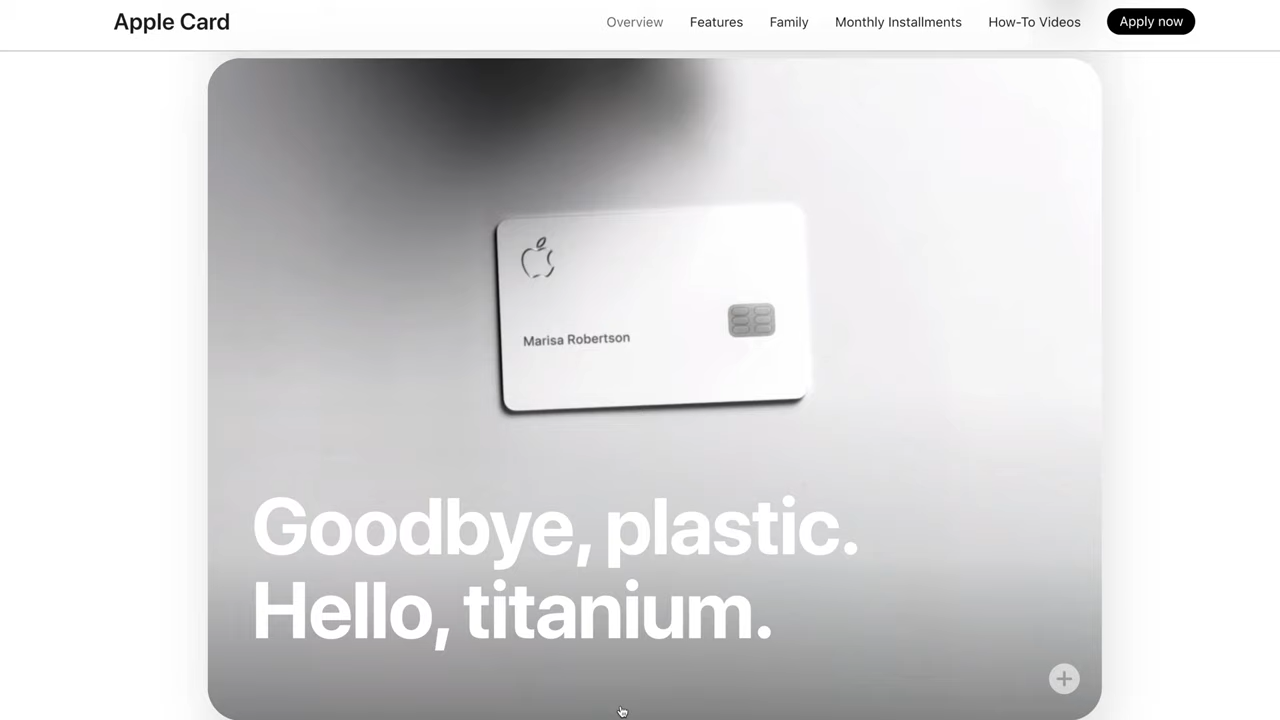 Apple Card
Overview
Features
Family
Monthly Installments
How-To Videos
Apply now
Marisa Robertson
Goodbye, plastic.
Hello, titanium.